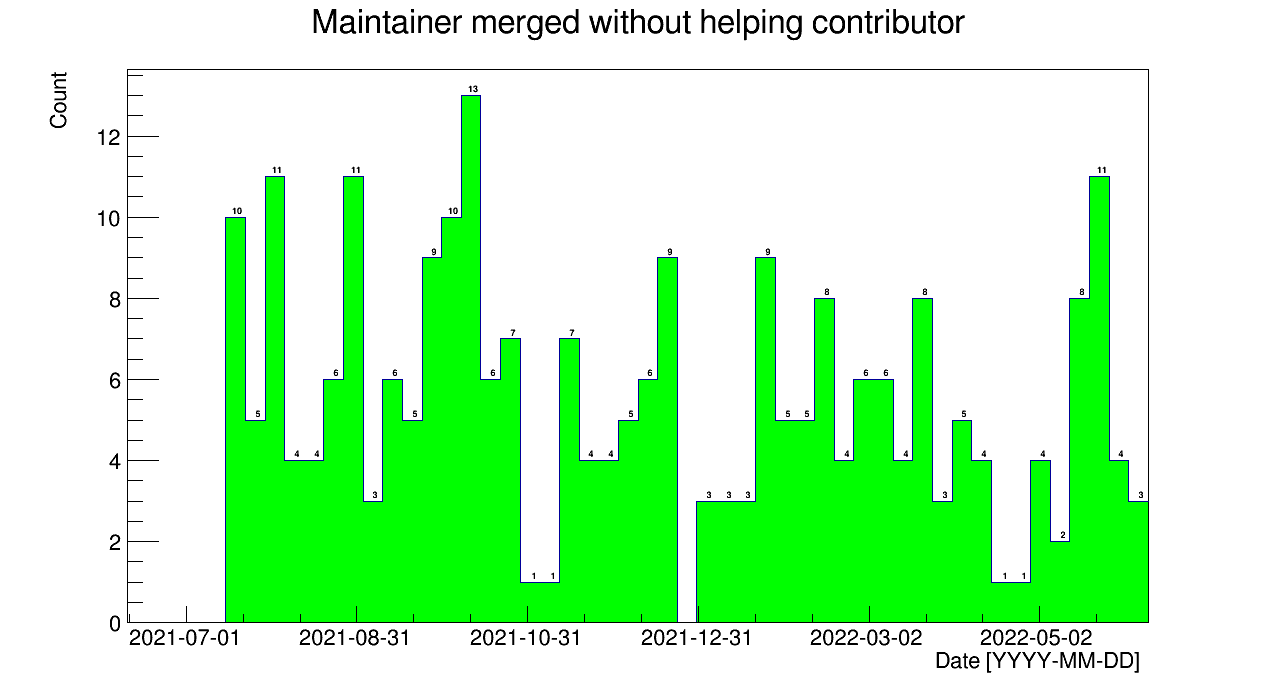 Maintainer merged without helping contributor
Count
12
10
8
6
4
2
0
10 5 11 4 4 6 11 3 6 5 9 10 13 6 7 1 1 7 4 4 5 6 9 3 3 3 9 5 5 8 4 6 6 4 8 3 5 4 1 1 4 2 8 11 4 3
2021-07-01 2021-08-31 2021-10-31 2021-12-31 2022-03-02 2022-05-02
Date [YYYY-MM-DD]